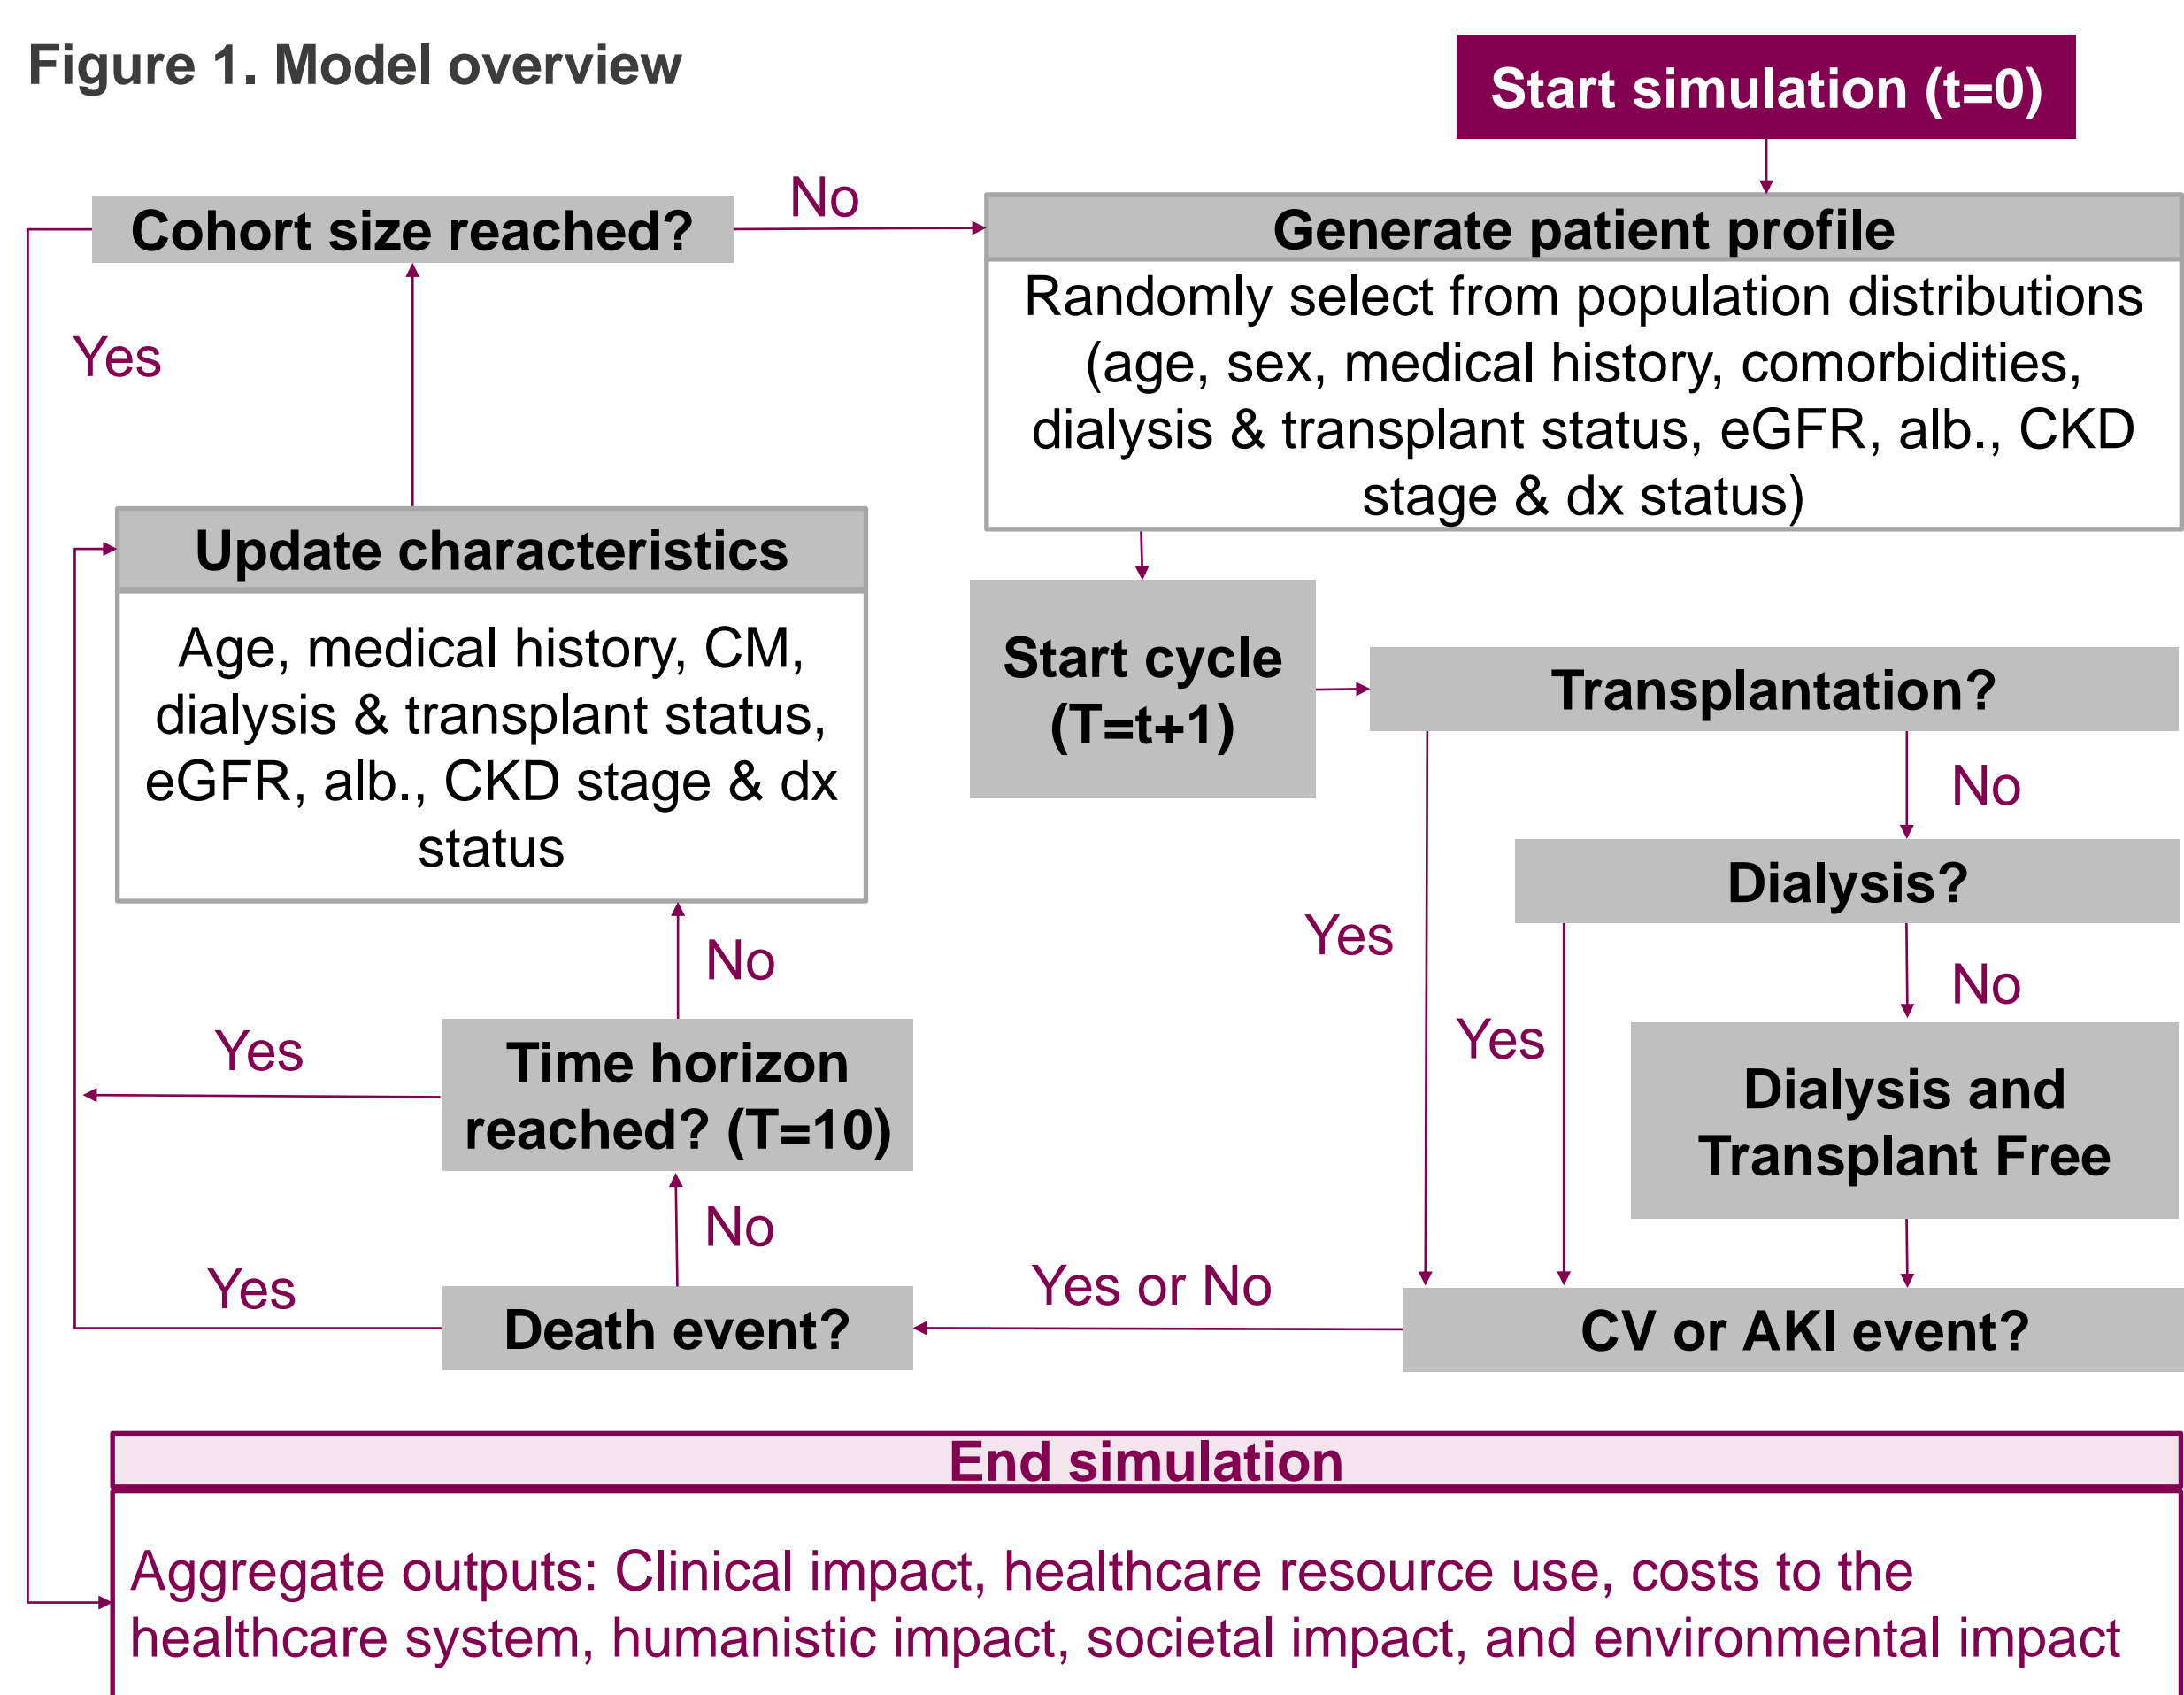 Figure 1. Model overview
Start simulation (t=0)
Cohort size reached?
No
Generate patient profile
Randomly select from population distributions
(age, sex, medical history, comorbidities,
dialysis & transplant status, eGFR, alb., CKD
stage & dx status)
Yes
Update characteristics
Age, medical history, CM,
dialysis & transplant status,
eGFR, alb., CKD stage & dx
status
Start cycle
(T=t+1)
Transplantation?
No
Dialysis?
Yes
No
Yes
Dialysis and
Transplant Free
No
Yes
Time horizon
reached? (T=10)
No
Yes
Death event?
Yes or No
CV or AKI event?
End simulation
Aggregate outputs: Clinical impact, healthcare resource use, costs to the
healthcare system, humanistic impact, societal impact, and environmental impact